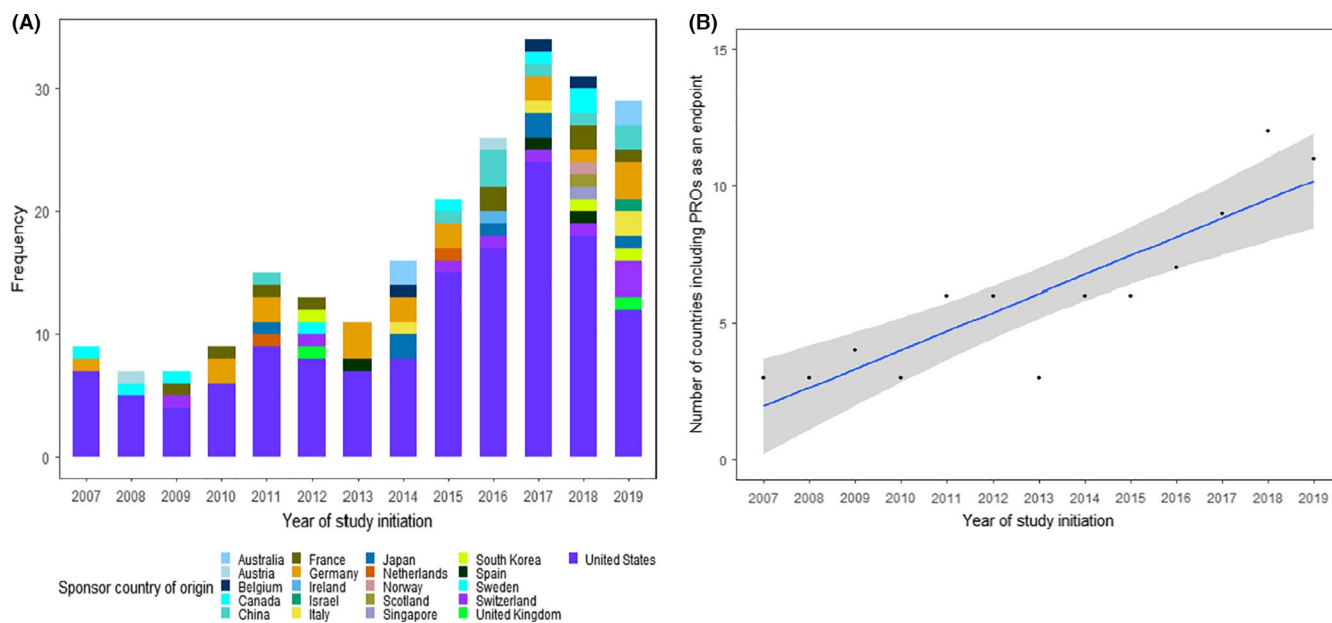 (A)
Frequency
30
20
10
0
2007 2008 2009 2010 2011 2012 2013 2014 2015 2016 2017 2018 2019
Year of study initiation
Sponsor country of origin
Australia
Austria
Belgium
Canada
China
France
Germany
Ireland
Israel
Italy
Japan
Netherlands
Norway
Scotland
Singapore
South Korea
Spain
Sweden
Switzerland
United Kingdom
United States
(B)
Number of countries including PROs as an endpoint
15
10
5
0
2007 2008 2009 2010 2011 2012 2013 2014 2015 2016 2017 2018 2019
Year of study initiation